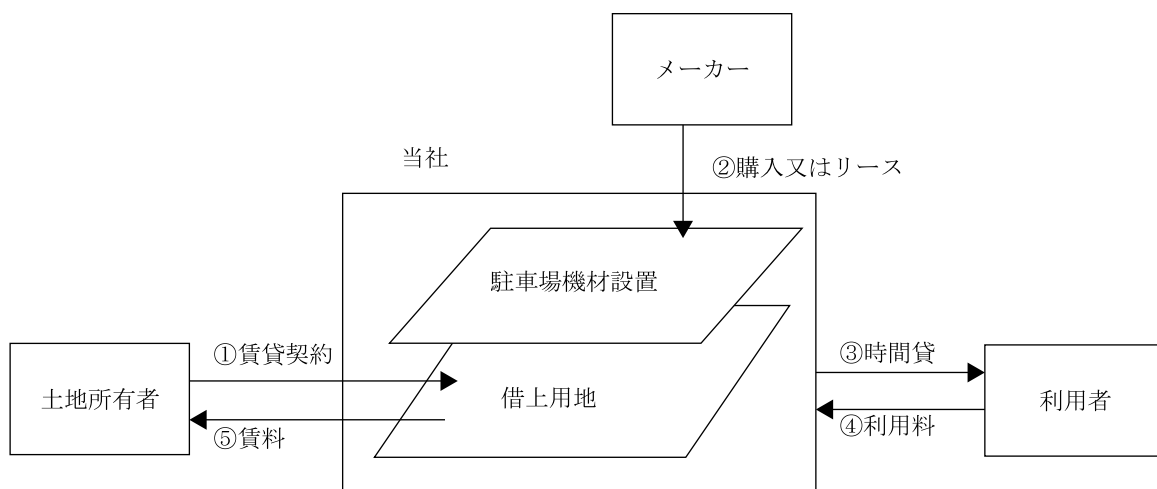 メーカー
当社
②購入又はリース
駐車場機材設置
①賃貸契約
③時間貸
土地所有者
借上用地
利用者
⑤賃料
④利用料